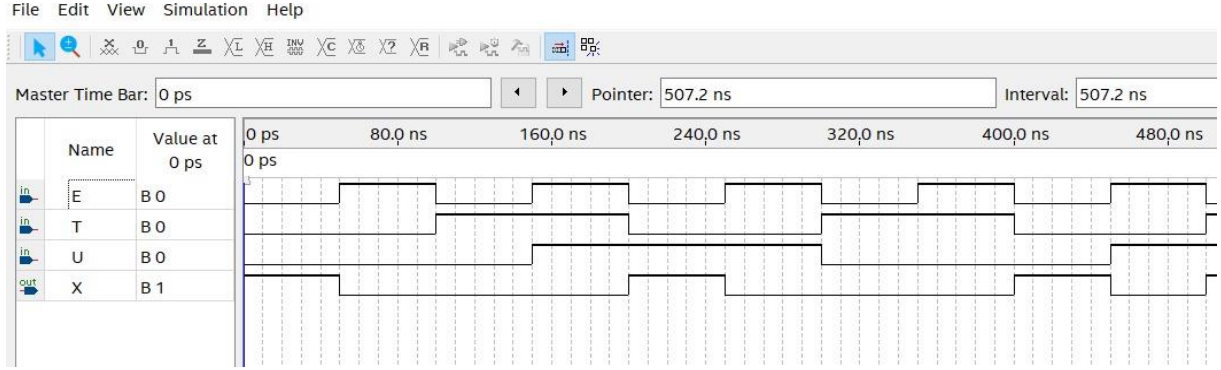 File Edit View Simulation Help
Master Time Bar: 0 ps Pointer: 507.2 ns Interval: 507.2 ns
Name Value at 0 ps
0 ps 80.0 ns 160.0 ns 240.0 ns 320.0 ns 400.0 ns 480.0 ns
0 ps
in E B 0
in T B 0
in U B 0
out X B 1